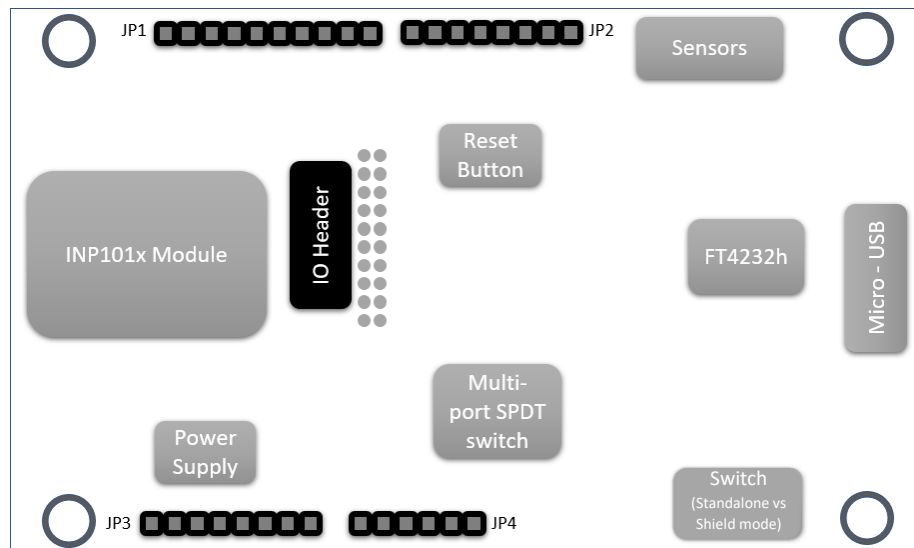 JP1
JP2
Sensors
Reset
Button
INP101x Module
IO Header
FT4232h
Micro - USB
Multi-
port SPDT
switch
Power
Supply
Switch
(Standalone vs
Shield mode)
JP3
JP4